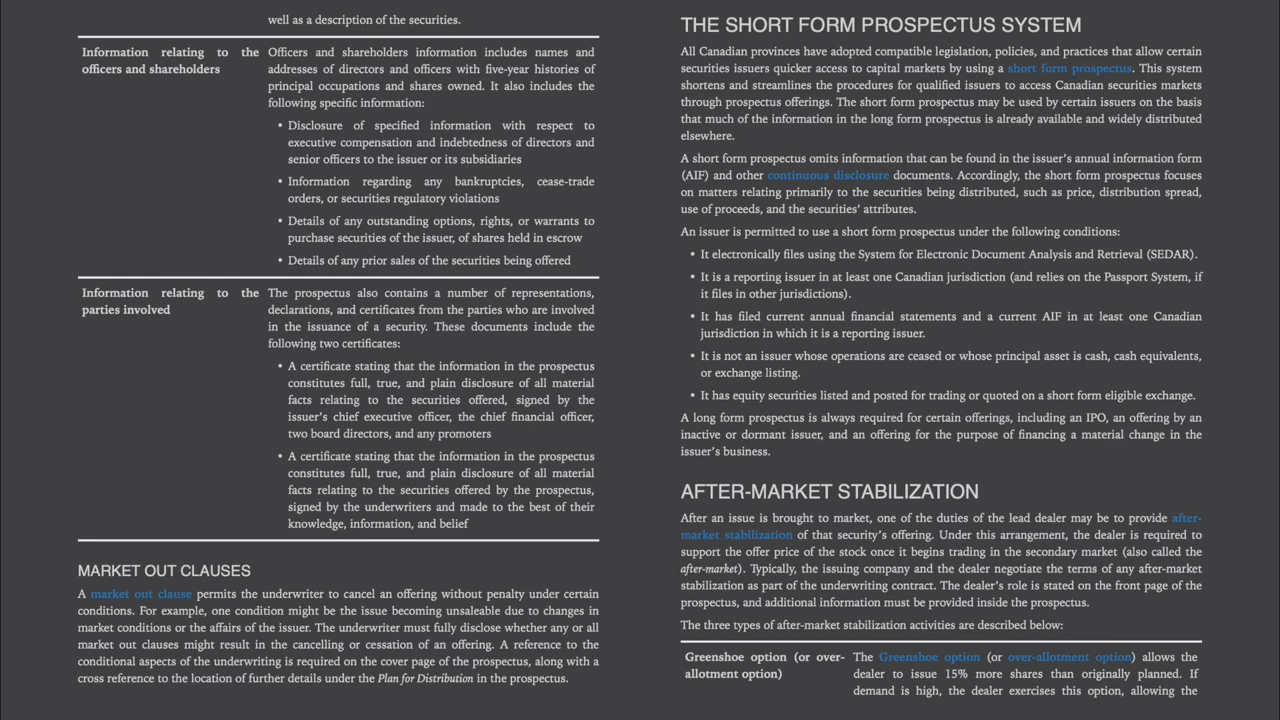 well as a description of the securities.
Information relating to the officers and shareholders
Officers and shareholders information includes names and
addresses of directors and officers with five-year histories of
principal occupations and shares owned. It also includes the
following specific information:
• Disclosure of specified information with respect to
executive compensation and indebtedness of directors and
senior officers to the issuer or its subsidiaries
• Information regarding any bankruptcies, cease-trade
orders, or securities regulatory violations
• Details of any outstanding options, rights, or warrants to
purchase securities of the issuer, of shares held in escrow
• Details of any prior sales of the securities being offered
Information relating to the parties involved
The prospectus also contains a number of representations,
declarations, and certificates from the parties who are involved
in the issuance of a security. These documents include the
following two certificates:
• A certificate stating that the information in the prospectus
constitutes full, true, and plain disclosure of all material
facts relating to the securities offered, signed by the
issuer's chief executive officer, the chief financial officer,
two board directors, and any promoters
• A certificate stating that the information in the prospectus
constitutes full, true, and plain disclosure of all material
facts relating to the securities offered by the prospectus,
signed by the underwriters and made to the best of their
knowledge, information, and belief
MARKET OUT CLAUSES
A market out clause permits the underwriter to cancel an offering without penalty under certain
conditions. For example, one condition might be the issue becoming unsaleable due to changes in
market conditions or the affairs of the issuer. The underwriter must fully disclose whether any or all
market out clauses might result in the cancelling or cessation of an offering. A reference to the
conditional aspects of the underwriting is required on the cover page of the prospectus, along with a
cross reference to the location of further details under the Plan for Distribution in the prospectus.
THE SHORT FORM PROSPECTUS SYSTEM
All Canadian provinces have adopted compatible legislation, policies, and practices that allow certain
securities issuers quicker access to capital markets by using a short form prospectus. This system
shortens and streamlines the procedures for qualified issuers to access Canadian securities markets
through prospectus offerings. The short form prospectus may be used by certain issuers on the basis
that much of the information in the long form prospectus is already available and widely distributed
elsewhere.
A short form prospectus omits information that can be found in the issuer's annual information form
(AIF) and other continuous disclosure documents. Accordingly, the short form prospectus focuses
on matters relating primarily to the securities being distributed, such as price, distribution spread,
use of proceeds, and the securities' attributes.
An issuer is permitted to use a short form prospectus under the following conditions:
• It electronically files using the System for Electronic Document Analysis and Retrieval (SEDAR).
• It is a reporting issuer in at least one Canadian jurisdiction (and relies on the Passport System, if
it files in other jurisdictions).
• It has filed current annual financial statements and a current AIF in at least one Canadian
jurisdiction in which it is a reporting issuer.
• It is not an issuer whose operations are ceased or whose principal asset is cash, cash equivalents,
or exchange listing.
• It has equity securities listed and posted for trading or quoted on a short form eligible exchange.
A long form prospectus is always required for certain offerings, including an IPO, an offering by an
inactive or dormant issuer, and an offering for the purpose of financing a material change in the
issuer's business.
AFTER-MARKET STABILIZATION
After an issue is brought to market, one of the duties of the lead dealer may be to provide after-
market stabilization of that security's offering. Under this arrangement, the dealer is required to
support the offer price of the stock once it begins trading in the secondary market (also called the
after-market). Typically, the issuing company and the dealer negotiate the terms of any after-market
stabilization as part of the underwriting contract. The dealer's role is stated on the front page of the
prospectus, and additional information must be provided inside the prospectus.
The three types of after-market stabilization activities are described below:
Greenshoe option (or over-
allotment option)
The Greenshoe option (or over-allotment option) allows the
dealer to issue 15% more shares than originally planned. If
demand is high, the dealer exercises this option, allowing the